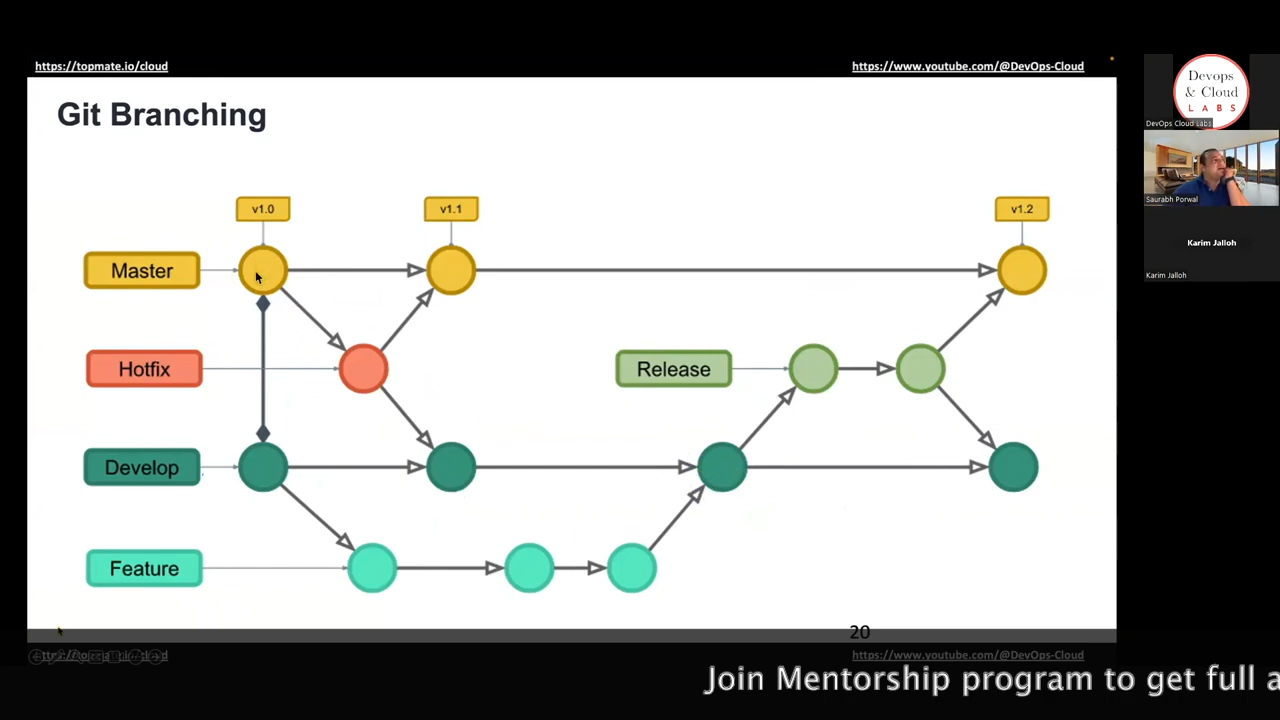 https://topmate.io/cloud
https://www.youtube.com/@DevOps-Cloud
Git Branching
v1.0
v1.1
v1.2
Master
Hotfix
Release
Develop
Feature
20
https://www.youtube.com/@DevOps-Cloud
Join Mentorship program to get full a
Devops
& Cloud
LABS
DevOps Cloud Labs
Saurabh Porwal
Karim Jalloh
Karim Jalloh